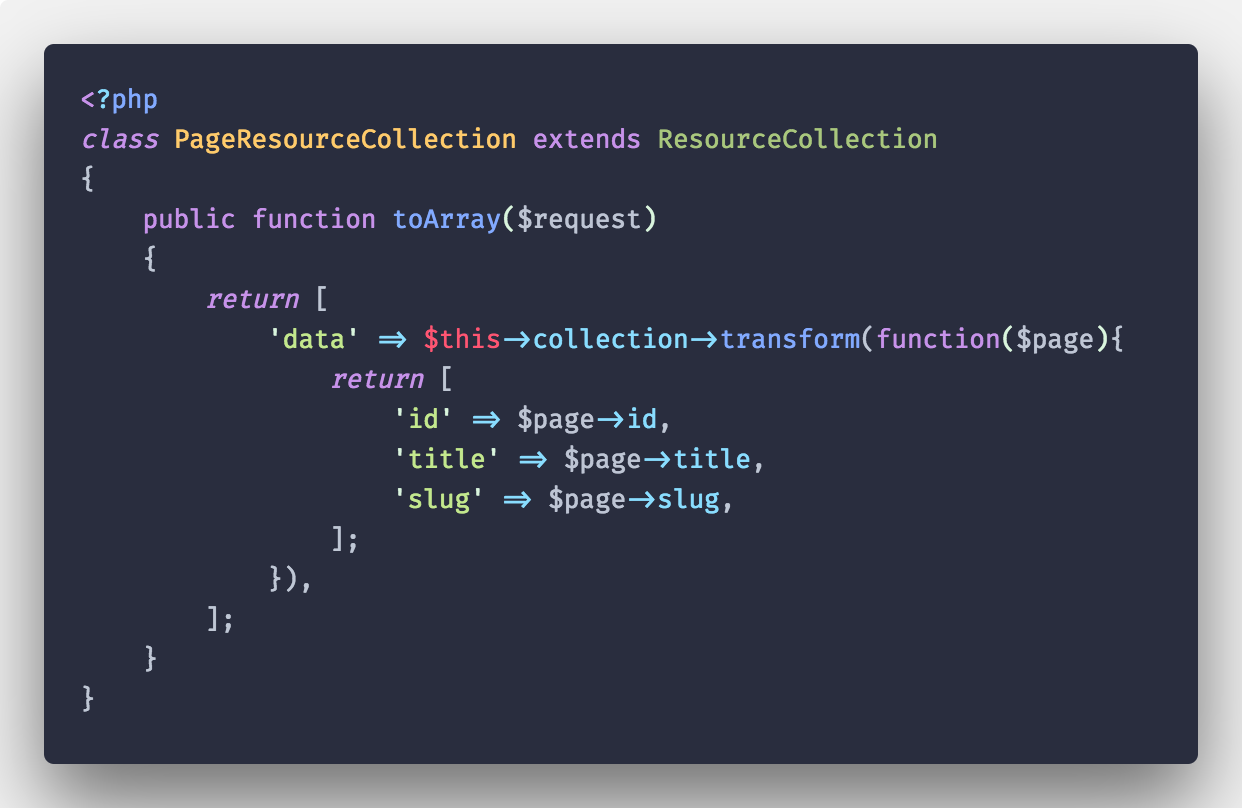 <?php
class PageResourceCollection extends ResourceCollection
{
    public function toArray($request)
    {
        return [
            'data' => $this->collection->transform(function($page){
                return [
                    'id' => $page->id,
                    'title' => $page->title,
                    'slug' => $page->slug,
                ];
            }),
        ];
    }
}